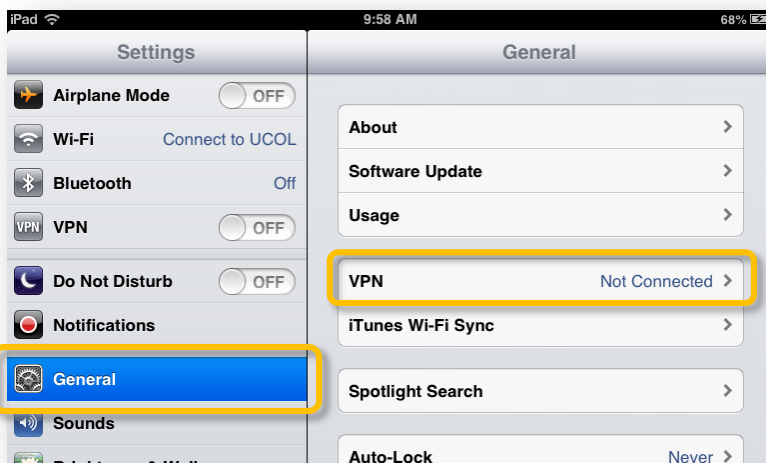 iPad 9:58 AM 68%
Settings
General
Airplane Mode OFF
Wi-Fi Connect to UCOL
Bluetooth Off
VPN VPN OFF
Do Not Disturb OFF
Notifications
General
Sounds
About
Software Update
Usage
VPN Not Connected
iTunes Wi-Fi Sync
Spotlight Search
Auto-Lock Never